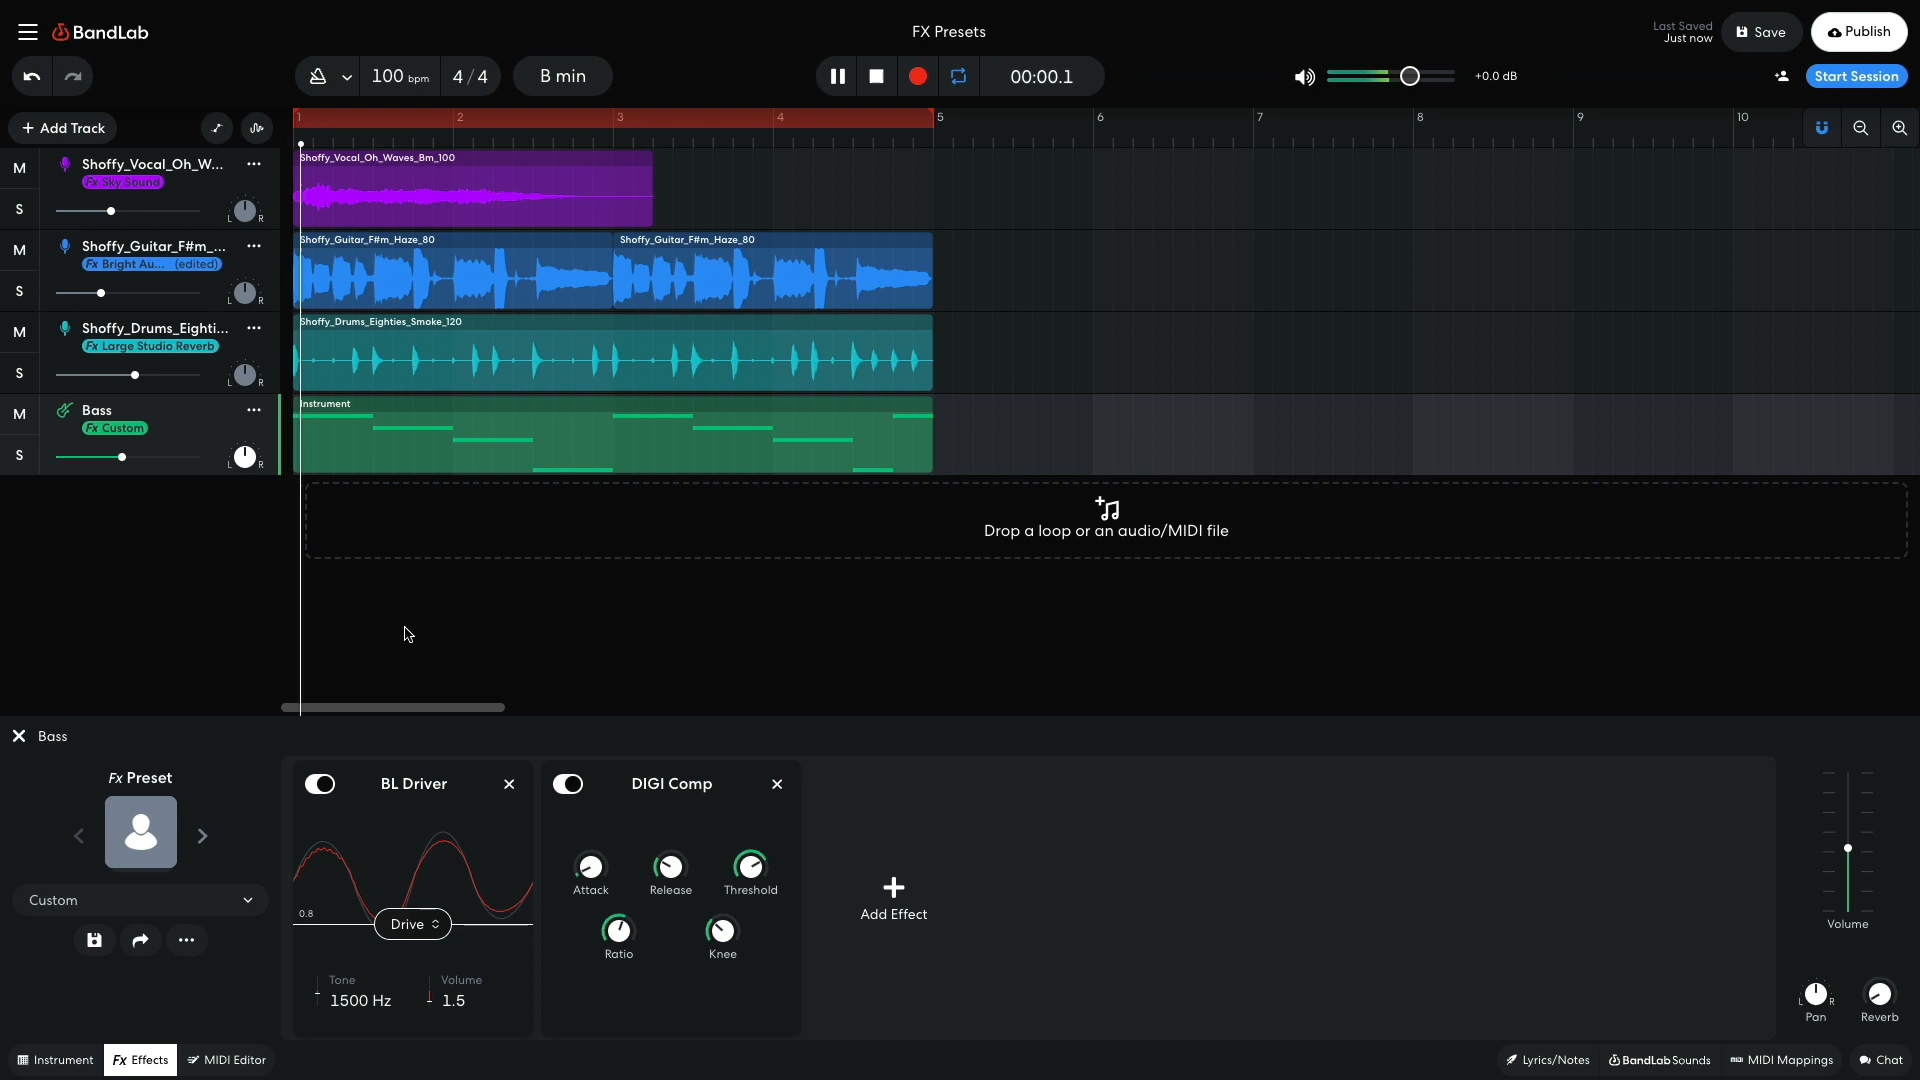 BandLab
FX Presets
Last Saved
Just now
Save
Publish
100 bpm
4/4
B min
00:00.1
+0.0 dB
Start Session
Add Track
1 2 3 4 5 6 7 8 9 10
M
Shoffy_Vocal_Oh_W...
Fx Sky Sound
S
L R
Shoffy_Vocal_Oh_Waves_Bm_100
M
Shoffy_Guitar_F#m_...
Fx Bright Au... (edited)
S
L R
Shoffy_Guitar_F#m_Haze_80
Shoffy_Guitar_F#m_Haze_80
M
Shoffy_Drums_Eighti...
Fx Large Studio Reverb
S
L R
Shoffy_Drums_Eighties_Smoke_120
M
Bass
Fx Custom
S
L R
Instrument
Drop a loop or an audio/MIDI file
Bass
Fx Preset
Custom
BL Driver
0.8
Drive
Tone
1500 Hz
Volume
1.5
DIGI Comp
Attack
Release
Threshold
Ratio
Knee
Add Effect
Volume
L R
Pan
Reverb
Instrument
Fx Effects
MIDI Editor
Lyrics/Notes
BandLab Sounds
MIDI MIDI Mappings
Chat